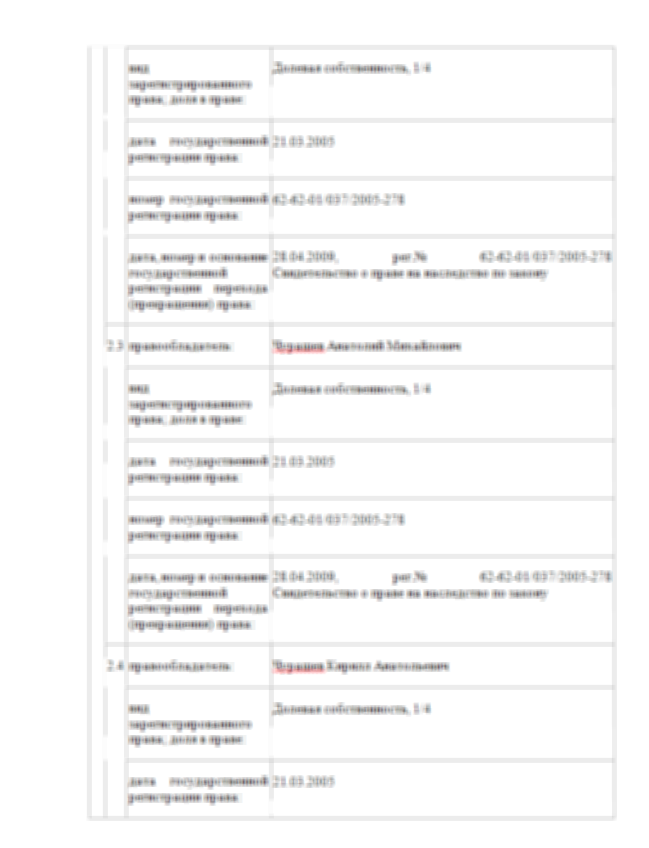 вид
зарегистрированного
права; доля в праве:
Долевая собственность, 1/4
дата государственной
регистрации права:
21.03.2005
номер государственной
регистрации права:
62-62-01/037/2005-278
дата, номер и основание
государственной
регистрации перехода
(прекращения) права:
28.04.2009, рег.№ 62-62-01/037/2005-278
Свидетельство о праве на наследство по закону
2.3 правообладатель:
Анатолий Михайлович
вид
зарегистрированного
права; доля в праве:
Долевая собственность, 1/4
дата государственной
регистрации права:
21.03.2005
номер государственной
регистрации права:
62-62-01/037/2005-278
дата, номер и основание
государственной
регистрации перехода
(прекращения) права:
28.04.2009, рег.№ 62-62-01/037/2005-278
Свидетельство о праве на наследство по закону
2.4 правообладатель:
Кирилл Анатольевич
вид
зарегистрированного
права; доля в праве:
Долевая собственность, 1/4
дата государственной
регистрации права:
21.03.2005